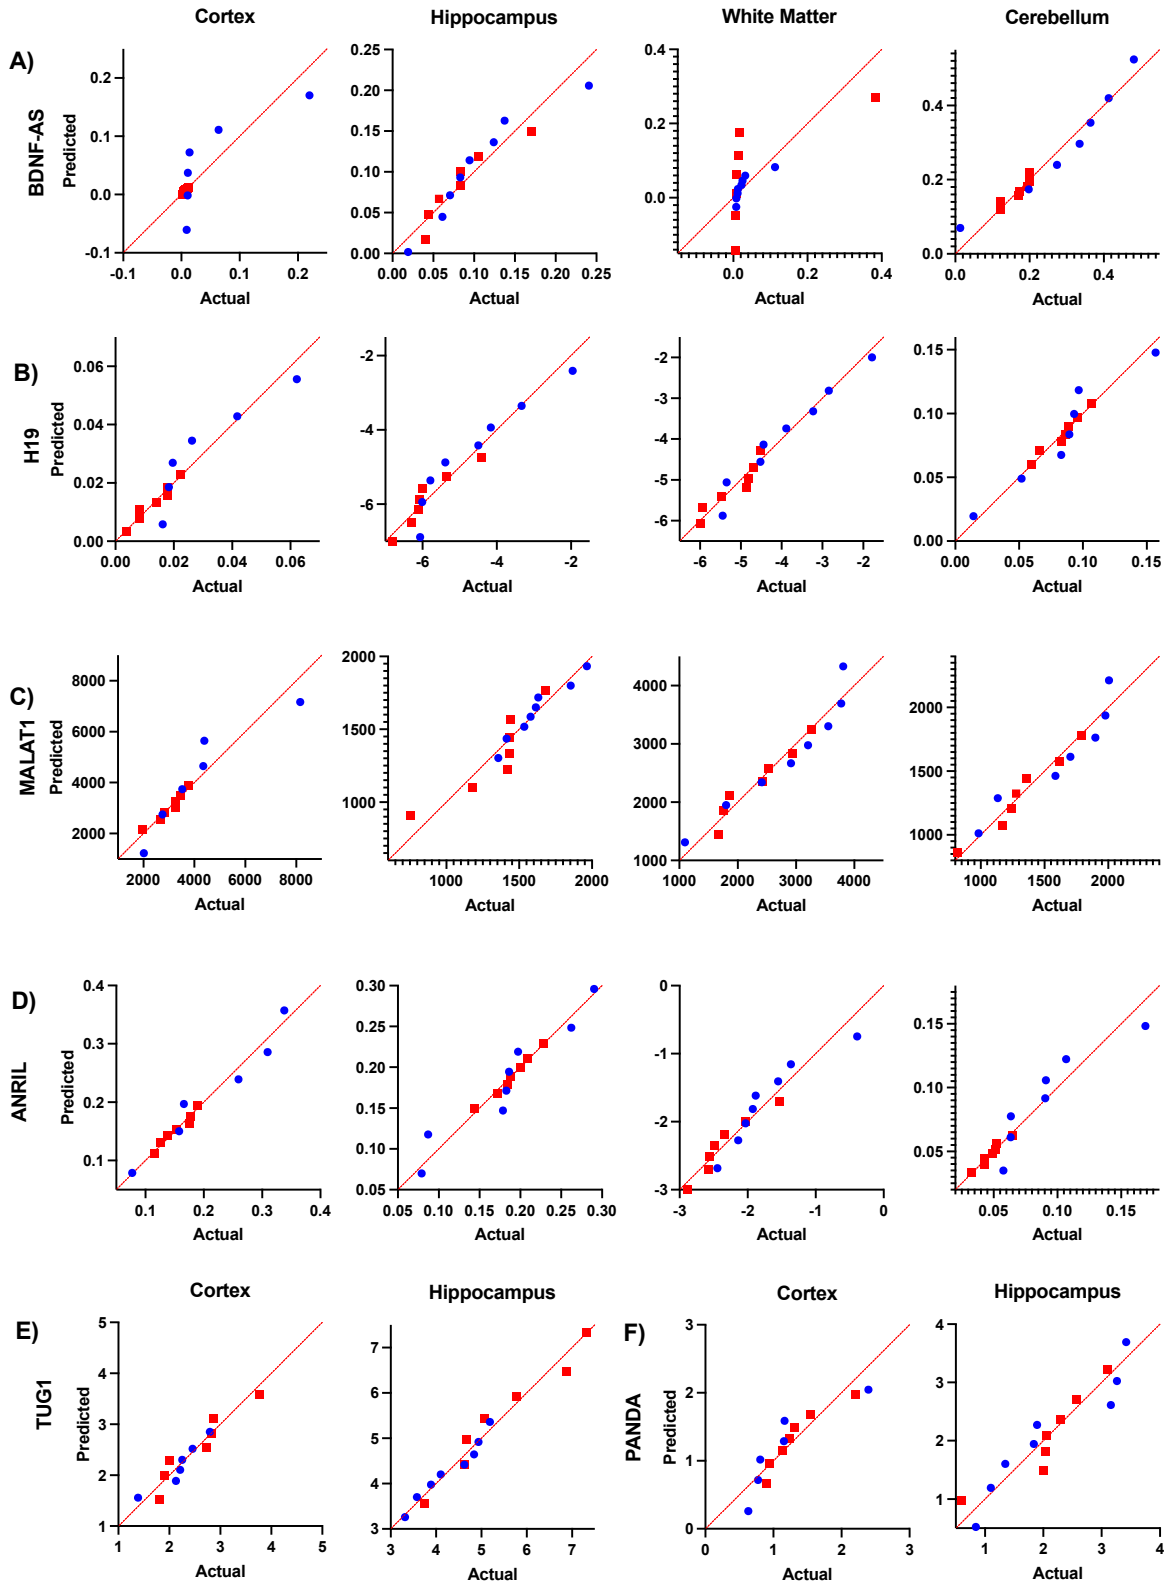 Cortex Hippocampus White Matter Cerebellum
A)
BDNF-AS
Predicted
0.2 0.1 0.0 -0.1
-0.1 0.0 0.1 0.2
Actual
0.25 0.20 0.15 0.10 0.05 0.00
0.00 0.05 0.10 0.15 0.20 0.25
Actual
0.4 0.2 0.0
0.0 0.2 0.4
Actual
0.4 0.2 0.0
0.0 0.2 0.4
Actual
B)
H19
Predicted
0.06 0.04 0.02 0.00
0.00 0.02 0.04 0.06
Actual
-2 -4 -6
-6 -4 -2
Actual
-2 -3 -4 -5 -6
-6 -5 -4 -3 -2
Actual
0.15 0.10 0.05 0.00
0.00 0.05 0.10 0.15
Actual
C)
MALAT1
Predicted
8000 6000 4000 2000
2000 4000 6000 8000
Actual
2000 1500 1000
1000 1500 2000
Actual
4000 3000 2000 1000
1000 2000 3000 4000
Actual
2000 1500 1000
1000 1500 2000
Actual
D)
ANRIL
Predicted
0.4 0.3 0.2 0.1
0.1 0.2 0.3 0.4
Actual
0.30 0.25 0.20 0.15 0.10 0.05
0.05 0.10 0.15 0.20 0.25 0.30
Actual
0 -1 -2 -3
-3 -2 -1 0
Actual
0.15 0.10 0.05
0.05 0.10 0.15
Actual
Cortex Hippocampus
E)
TUG1
Predicted
5 4 3 2 1
1 2 3 4 5
Actual
7 6 5 4 3
3 4 5 6 7
Actual
Cortex Hippocampus
F)
PANDA
Predicted
3 2 1 0
0 1 2 3
Actual
4 3 2 1
1 2 3 4
Actual